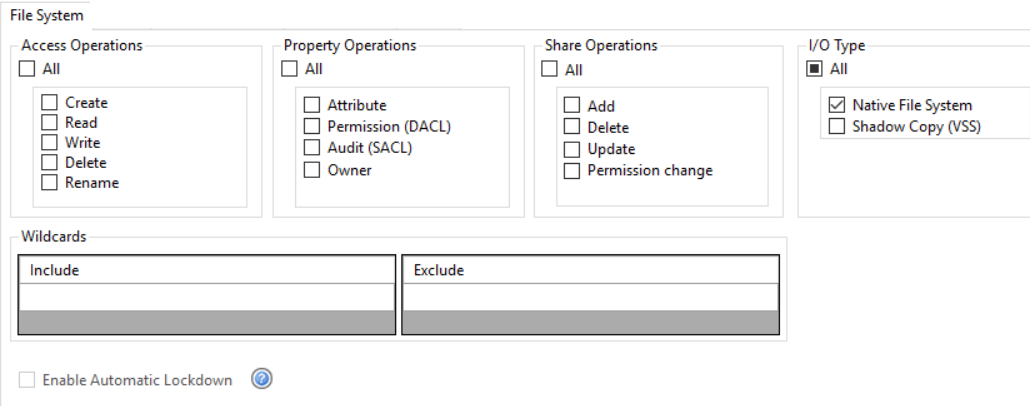 File System
Access Operations
All
Create
Read
Write
Delete
Rename
Property Operations
All
Attribute
Permission (DACL)
Audit (SACL)
Owner
Share Operations
All
Add
Delete
Update
Permission change
I/O Type
All
Native File System
Shadow Copy (VSS)
Wildcards
Include
Exclude
Enable Automatic Lockdown
?